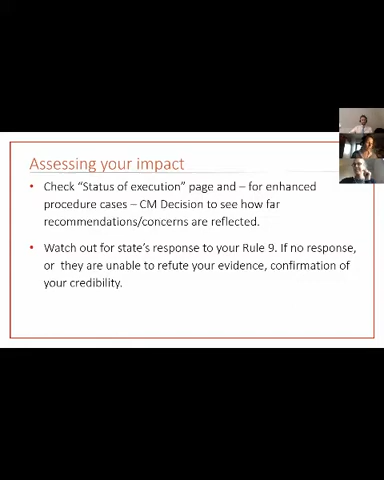 Assessing your impact
• Check “Status of execution” page and – for enhanced
procedure cases – CM Decision to see how far
recommendations/concerns are reflected.
• Watch out for state’s response to your Rule 9. If no response,
or  they are unable to refute your evidence, confirmation of
your credibility.